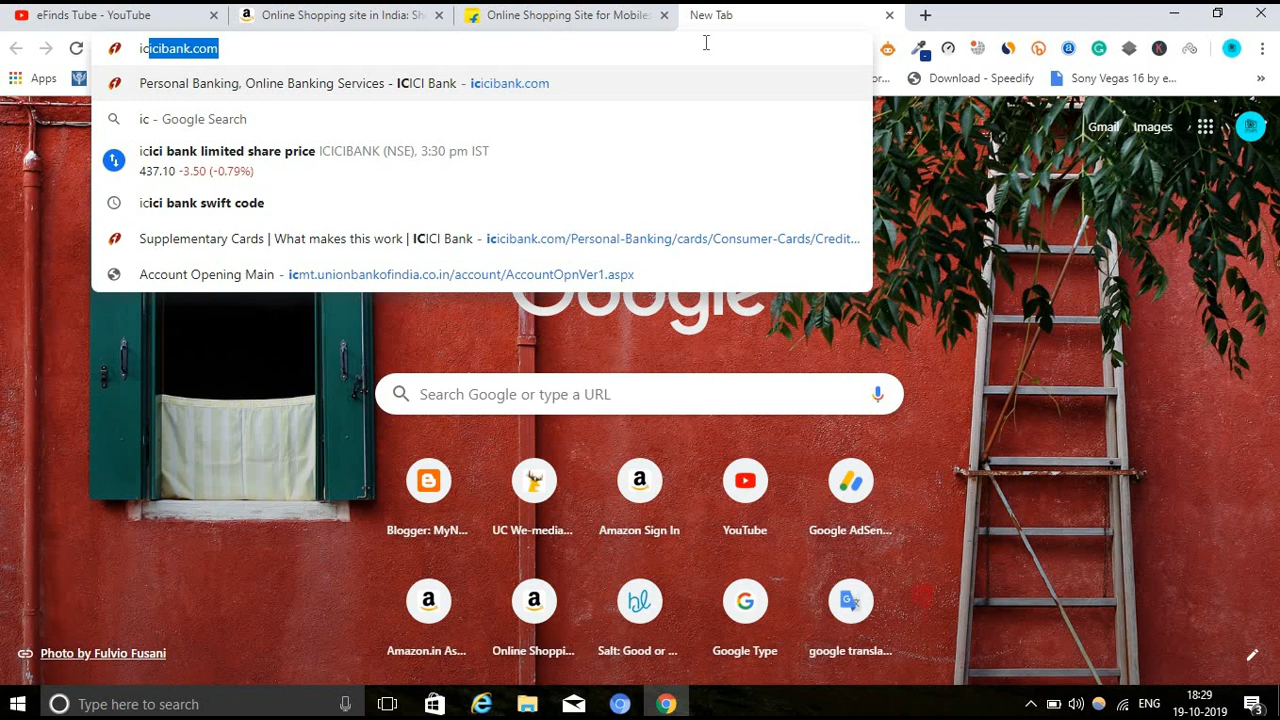 eFinds Tube - YouTube
Online Shopping site in India: Sh
Online Shopping Site for Mobiles
New Tab
icicibank.com
Personal Banking, Online Banking Services - ICICI Bank - icicibank.com
ic - Google Search
icici bank limited share price ICICIBANK (NSE), 3:30 pm IST
437.10 -3.50 (-0.79%)
icici bank swift code
Supplementary Cards | What makes this work | ICICI Bank - icicibank.com/Personal-Banking/cards/Consumer-Cards/Credit...
Account Opening Main - icmt.unionbankofindia.co.in/account/AccountOpnVer1.aspx
Apps
or...
Download - Speedify
Sony Vegas 16 by e...
Gmail
Images
Google
Search Google or type a URL
Blogger: MyN...
UC We-media...
Amazon Sign In
YouTube
Google AdSen...
Amazon.in As...
Online Shoppi...
Salt: Good or ...
Google Type
google transla...
Photo by Fulvio Fusani
Type here to search
ENG
18:29
19-10-2019
3